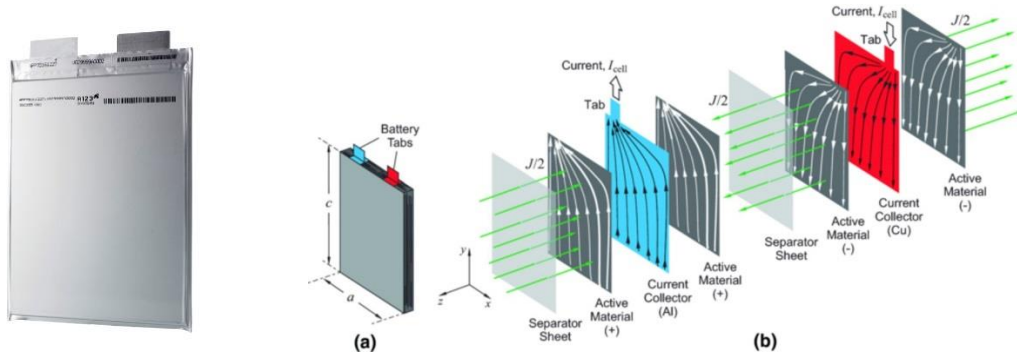 A123
Battery
Tabs
c
a
(a)
y
z
x
Current, Icell
Tab
J/2
J/2
Separator
Sheet
Active
Material
(+)
Current
Collector
(Al)
Active
Material
(+)
Current, Icell
Tab
J/2
Separator
Sheet
Active
Material
(-)
Current
Collector
(Cu)
Active
Material
(-)
(b)